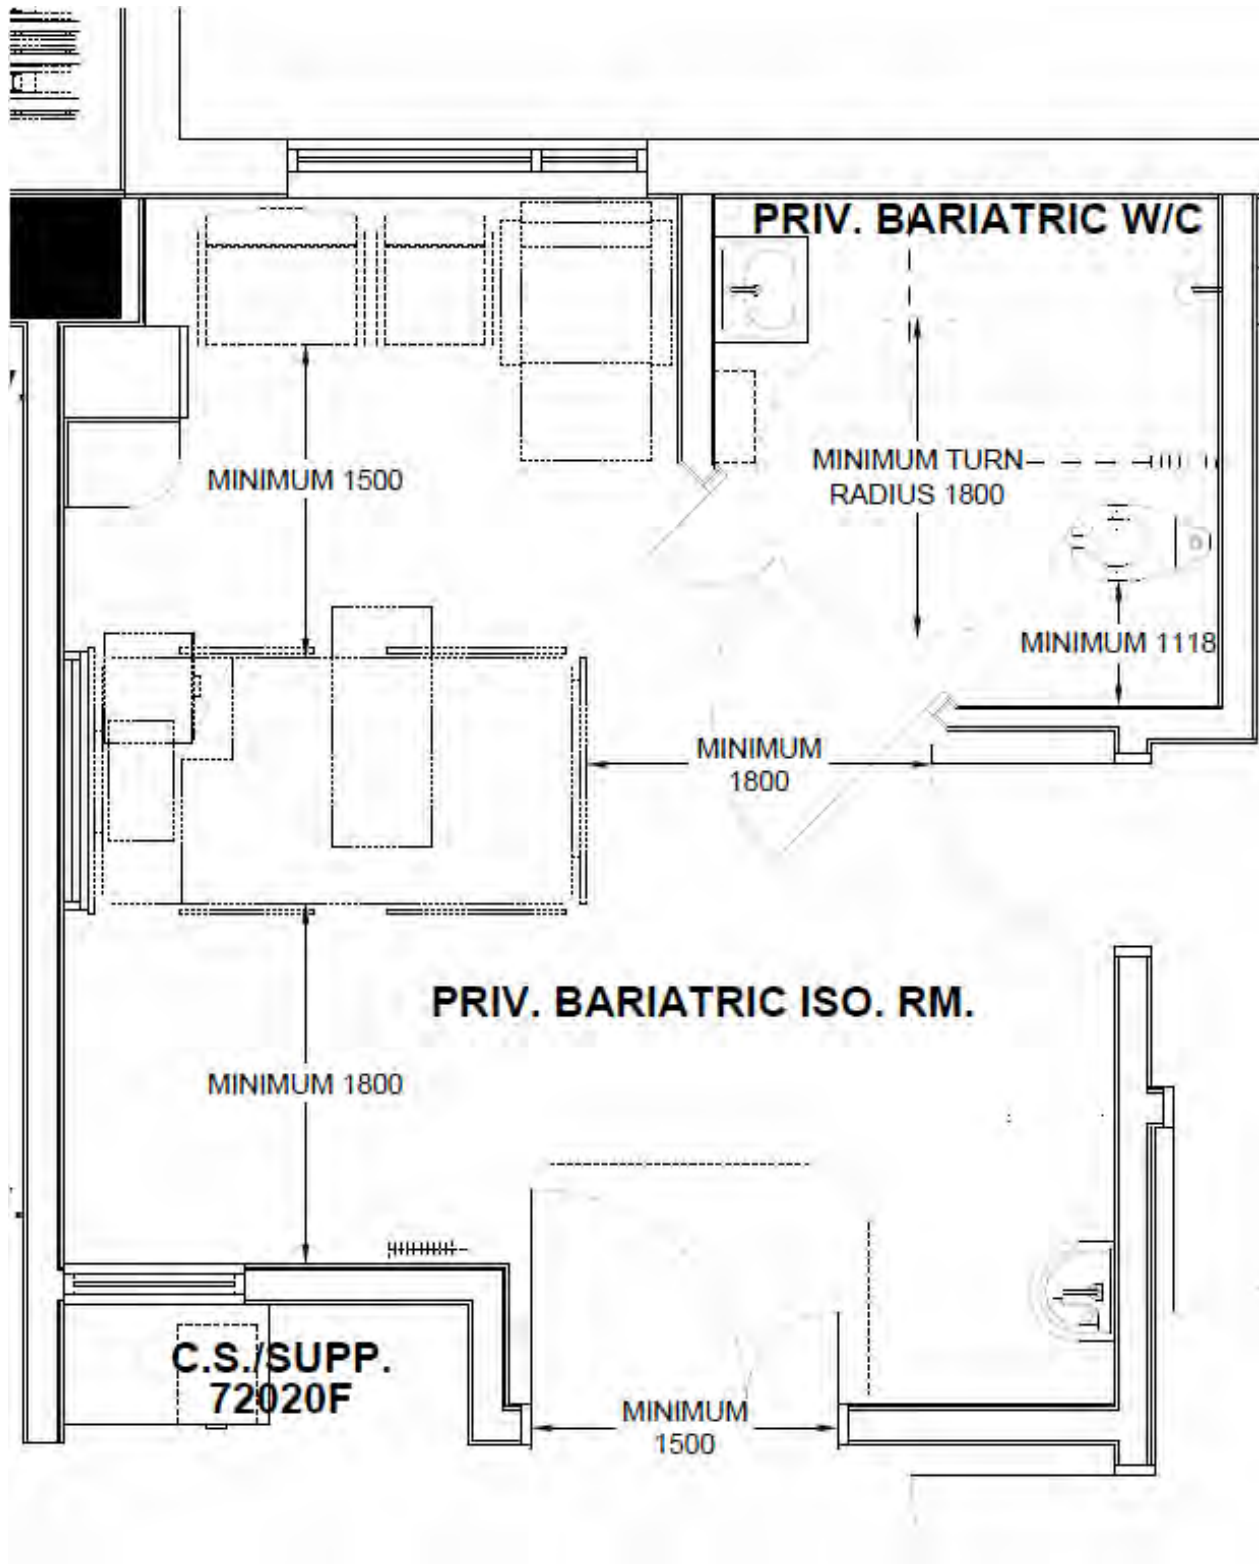 PRIV. BARIATRIC W/C
MINIMUM 1500
MINIMUM TURN
RADIUS 1800
MINIMUM 1118
MINIMUM
1800
PRIV. BARIATRIC ISO. RM.
MINIMUM 1800
C.S./SUPP.
72020F
MINIMUM
1500